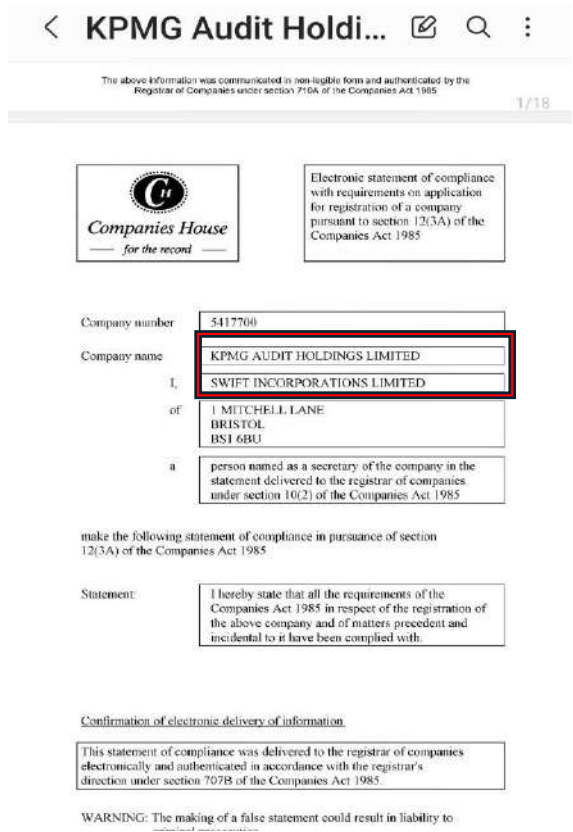 KPMG Audit Holdi...
The above information was communicated in non-legible form and authenticated by the
Registrar of Companies under section 710A of the Companies Act 1985
1/18
CH
Companies House
for the record
Electronic statement of compliance
with requirements on application
for registration of a company
pursuant to section 12(3A) of the
Companies Act 1985
Company number
5417700
Company name
KPMG AUDIT HOLDINGS LIMITED
I,
SWIFT INCORPORATIONS LIMITED
of
1 MITCHELL LANE
BRISTOL
BS1 6BU
a
person named as a secretary of the company in the
statement delivered to the registrar of companies
under section 10(2) of the Companies Act 1985
make the following statement of compliance in pursuance of section
12(3A) of the Companies Act 1985
Statement:
I hereby state that all the requirements of the
Companies Act 1985 in respect of the registration of
the above company and of matters precedent and
incidental to it have been complied with.
Confirmation of electronic delivery of information
This statement of compliance was delivered to the registrar of companies
electronically and authenticated in accordance with the registrar's
direction under section 707B of the Companies Act 1985.
WARNING: The making of a false statement could result in liability to
criminal prosecution